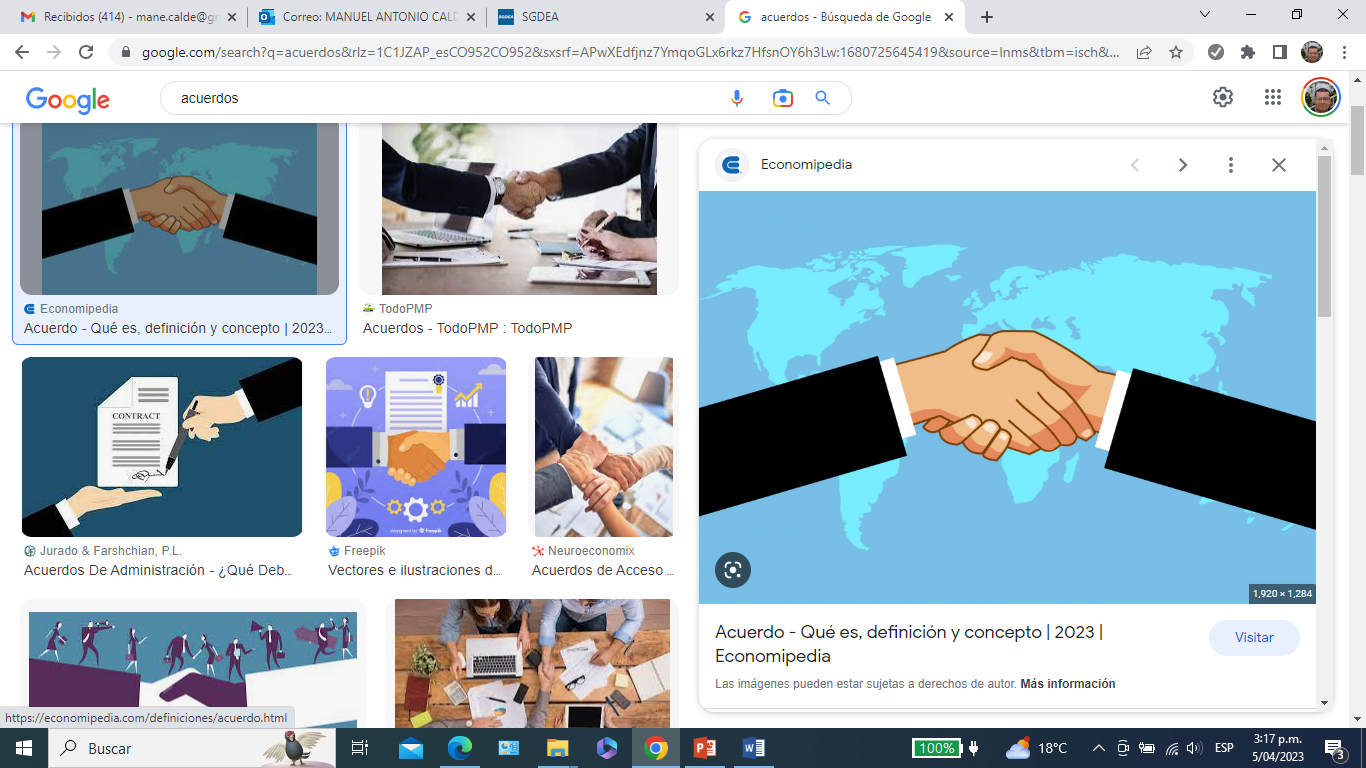 Recibidos (414) - mane.calde@gr
Correo: MANUEL ANTONIO CALD
SGDEA
acuerdos - Búsqueda de Google
google.com/search?q=acuerdos&rlz=1C1JZAP_esCO952CO952&sxsrf=APwXEdfjnz7YmqoGLx6rkz7HfsnOY6h3Lw:1680725645419&source=lnms&tbm=isch&...
Google
acuerdos
Economipedia
Acuerdo - Qué es, definición y concepto | 2023...
TodoPMP
Acuerdos - TodoPMP : TodoPMP
CONTRACT
Jurado & Farshchian, P.L.
Acuerdos De Administración - ¿Qué Deb...
designed by freepik
Freepik
Vectores e ilustraciones d...
Neuroeconomix
Acuerdos de Acceso ...
Economipedia
1,920 × 1,284
Acuerdo - Qué es, definición y concepto | 2023 |
Economipedia
Visitar
Las imágenes pueden estar sujetas a derechos de autor. Más información
https://economipedia.com/definiciones/acuerdo.html
Buscar
100%
18°C
ESP
3:17 p.m.
5/04/2023
3